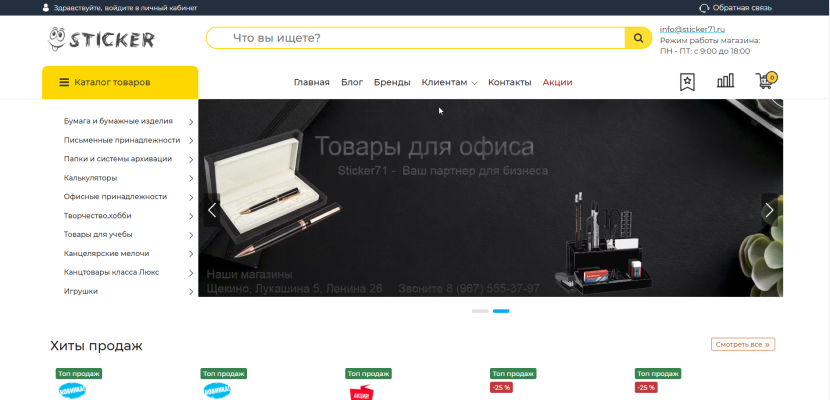 Здравствуйте, войдите в личный кабинет
Обратная связь
STICKER
Что вы ищете?
info@sticker71.ru
Режим работы магазина:
ПН - ПТ: с 9:00 до 18:00
Каталог товаров
Главная
Блог
Бренды
Клиентам
Контакты
Акции
0
Бумага и бумажные изделия
Письменные принадлежности
Папки и системы архивации
Калькуляторы
Офисные принадлежности
Творчество,хобби
Товары для учебы
Канцелярские мелочи
Канцтовары класса Люкс
Игрушки
Товары для офиса
Sticker71 - Ваш партнер для бизнеса
Наши магазины
Щекино, Лукашина 5, Ленина 26 Звоните 8 (967) 555-37-97
Хиты продаж
Смотреть все »
Топ продаж
Топ продаж
Топ продаж
Топ продаж
Топ продаж
НОВИНКА!
НОВИНКА!
АКЦИЯ!
-25 %
-25 %